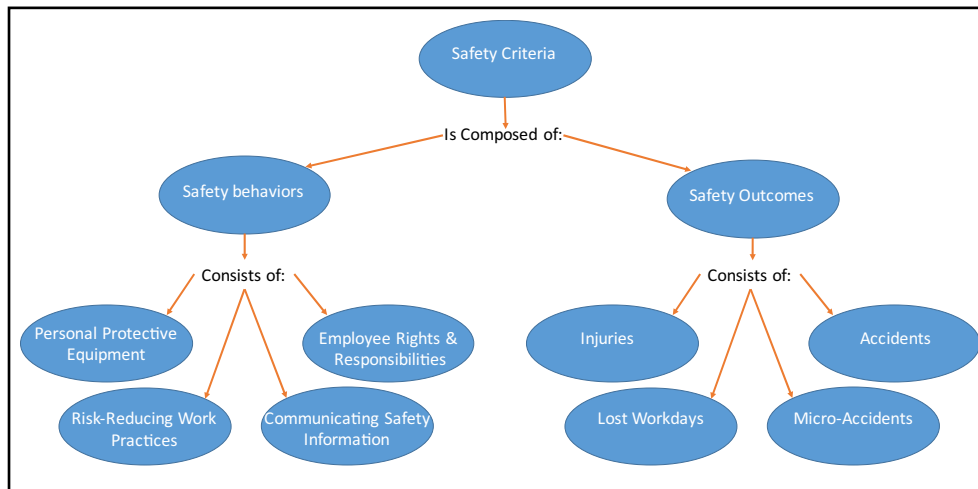 Safety Criteria
Is Composed of:
Safety behaviors
Safety Outcomes
Consists of:
Consists of:
Personal Protective
Equipment
Employee Rights &
Responsibilities
Injuries
Accidents
Risk-Reducing Work
Practices
Communicating Safety
Information
Lost Workdays
Micro-Accidents